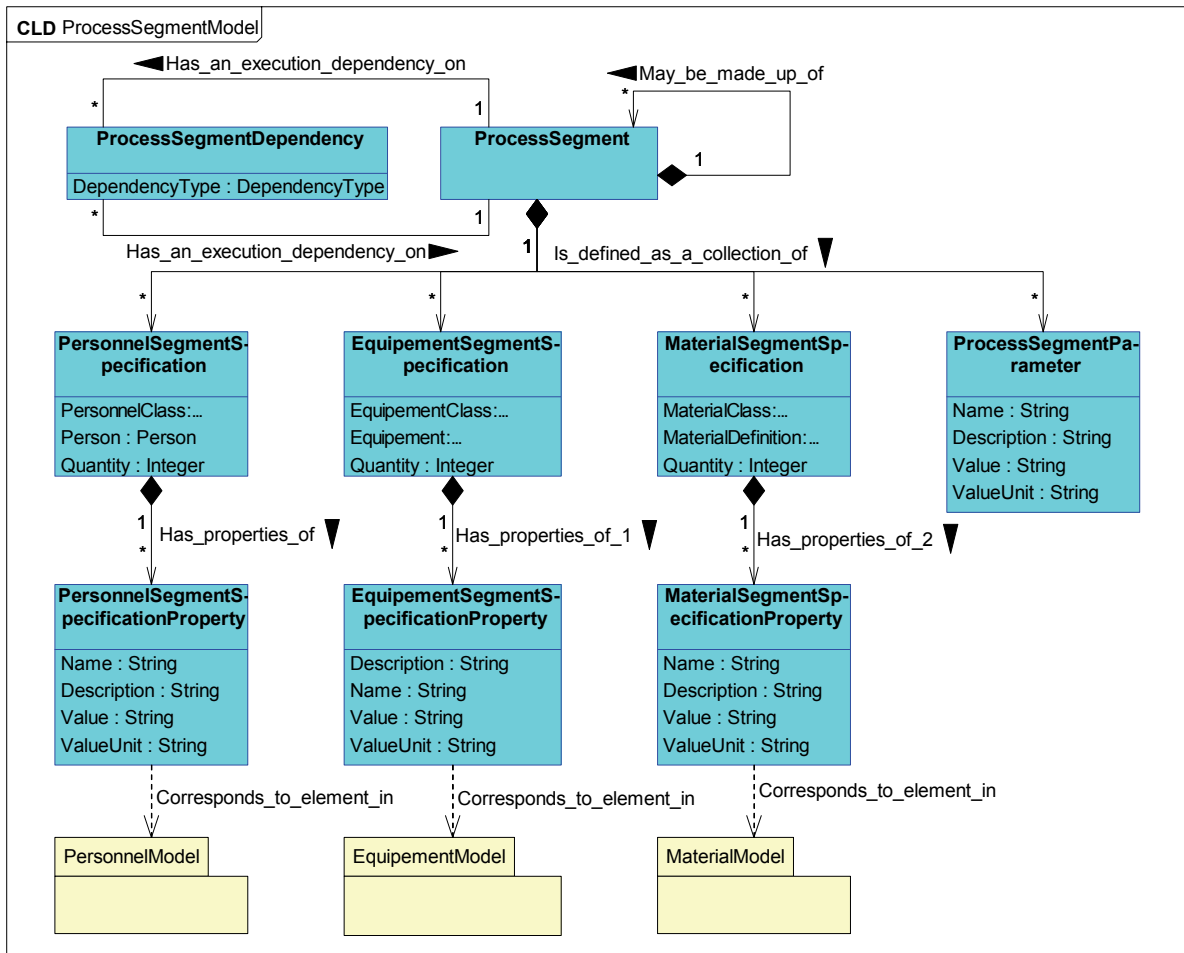 CLD ProcessSegmentModel
Has_an_execution_dependency_on
May_be_made_up_of
* 1 *
ProcessSegmentDependency
DependencyType : DependencyType
ProcessSegment
1
* 1
Has_an_execution_dependency_on
1
Is_defined_as_a_collection_of
* * * *
PersonnelSegmentS-
pecification
PersonnelClass:...
Person : Person
Quantity : Integer
EquipementSegmentS-
pecification
EquipementClass:...
Equipement:...
Quantity : Integer
MaterialSegmentSp-
ecification
MaterialClass:...
MaterialDefinition:...
Quantity : Integer
ProcessSegmentPa-
rameter
Name : String
Description : String
Value : String
ValueUnit : String
1
Has_properties_of
*
1
Has_properties_of_1
*
1
Has_properties_of_2
*
PersonnelSegmentS-
pecificationProperty
Name : String
Description : String
Value : String
ValueUnit : String
EquipementSegmentS-
pecificationProperty
Description : String
Name : String
Value : String
ValueUnit : String
MaterialSegmentSp-
ecificationProperty
Name : String
Description : String
Value : String
ValueUnit : String
Corresponds_to_element_in
Corresponds_to_element_in
Corresponds_to_element_in
PersonnelModel
EquipementModel
MaterialModel